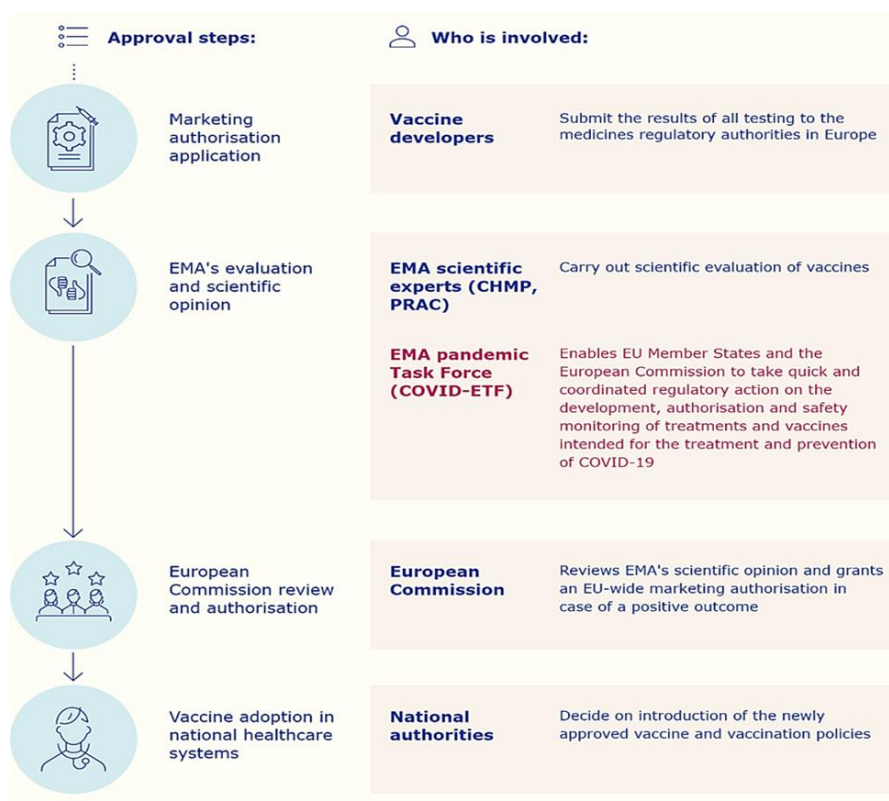 Approval steps:
Who is involved:
Marketing
authorisation
application
Vaccine
developers
Submit the results of all testing to the
medicines regulatory authorities in Europe
EMA's evaluation
and scientific
opinion
EMA scientific
experts (CHMP,
PRAC)
Carry out scientific evaluation of vaccines
EMA pandemic
Task Force
(COVID-ETF)
Enables EU Member States and the
European Commission to take quick and
coordinated regulatory action on the
development, authorisation and safety
monitoring of treatments and vaccines
intended for the treatment and prevention
of COVID-19
European
Commission review
and authorisation
European
Commission
Reviews EMA's scientific opinion and grants
an EU-wide marketing authorisation in
case of a positive outcome
Vaccine adoption in
national healthcare
systems
National
authorities
Decide on introduction of the newly
approved vaccine and vaccination policies